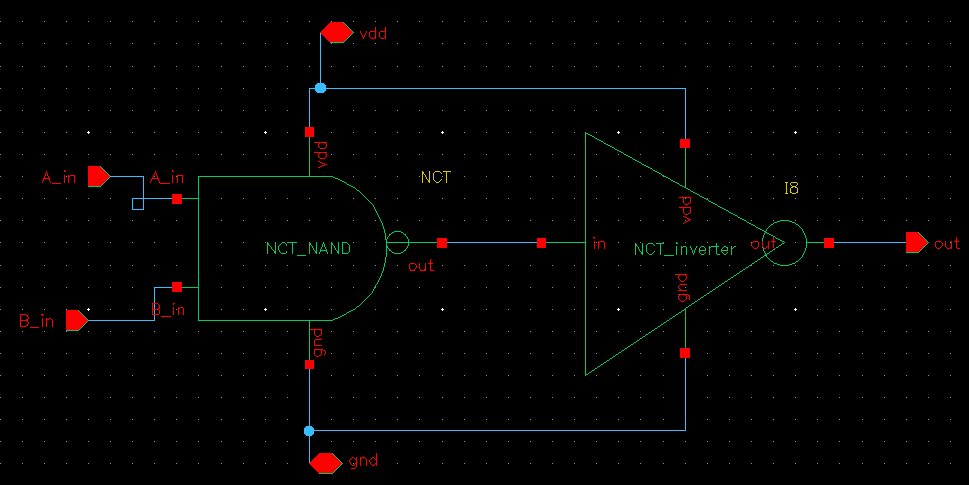 vdd
vdd
A_in
A_in
NCT
I8
vdd
NCT_NAND
out
in
NCT_inverter
out
out
gnd
B_in
B_in
gnd
gnd